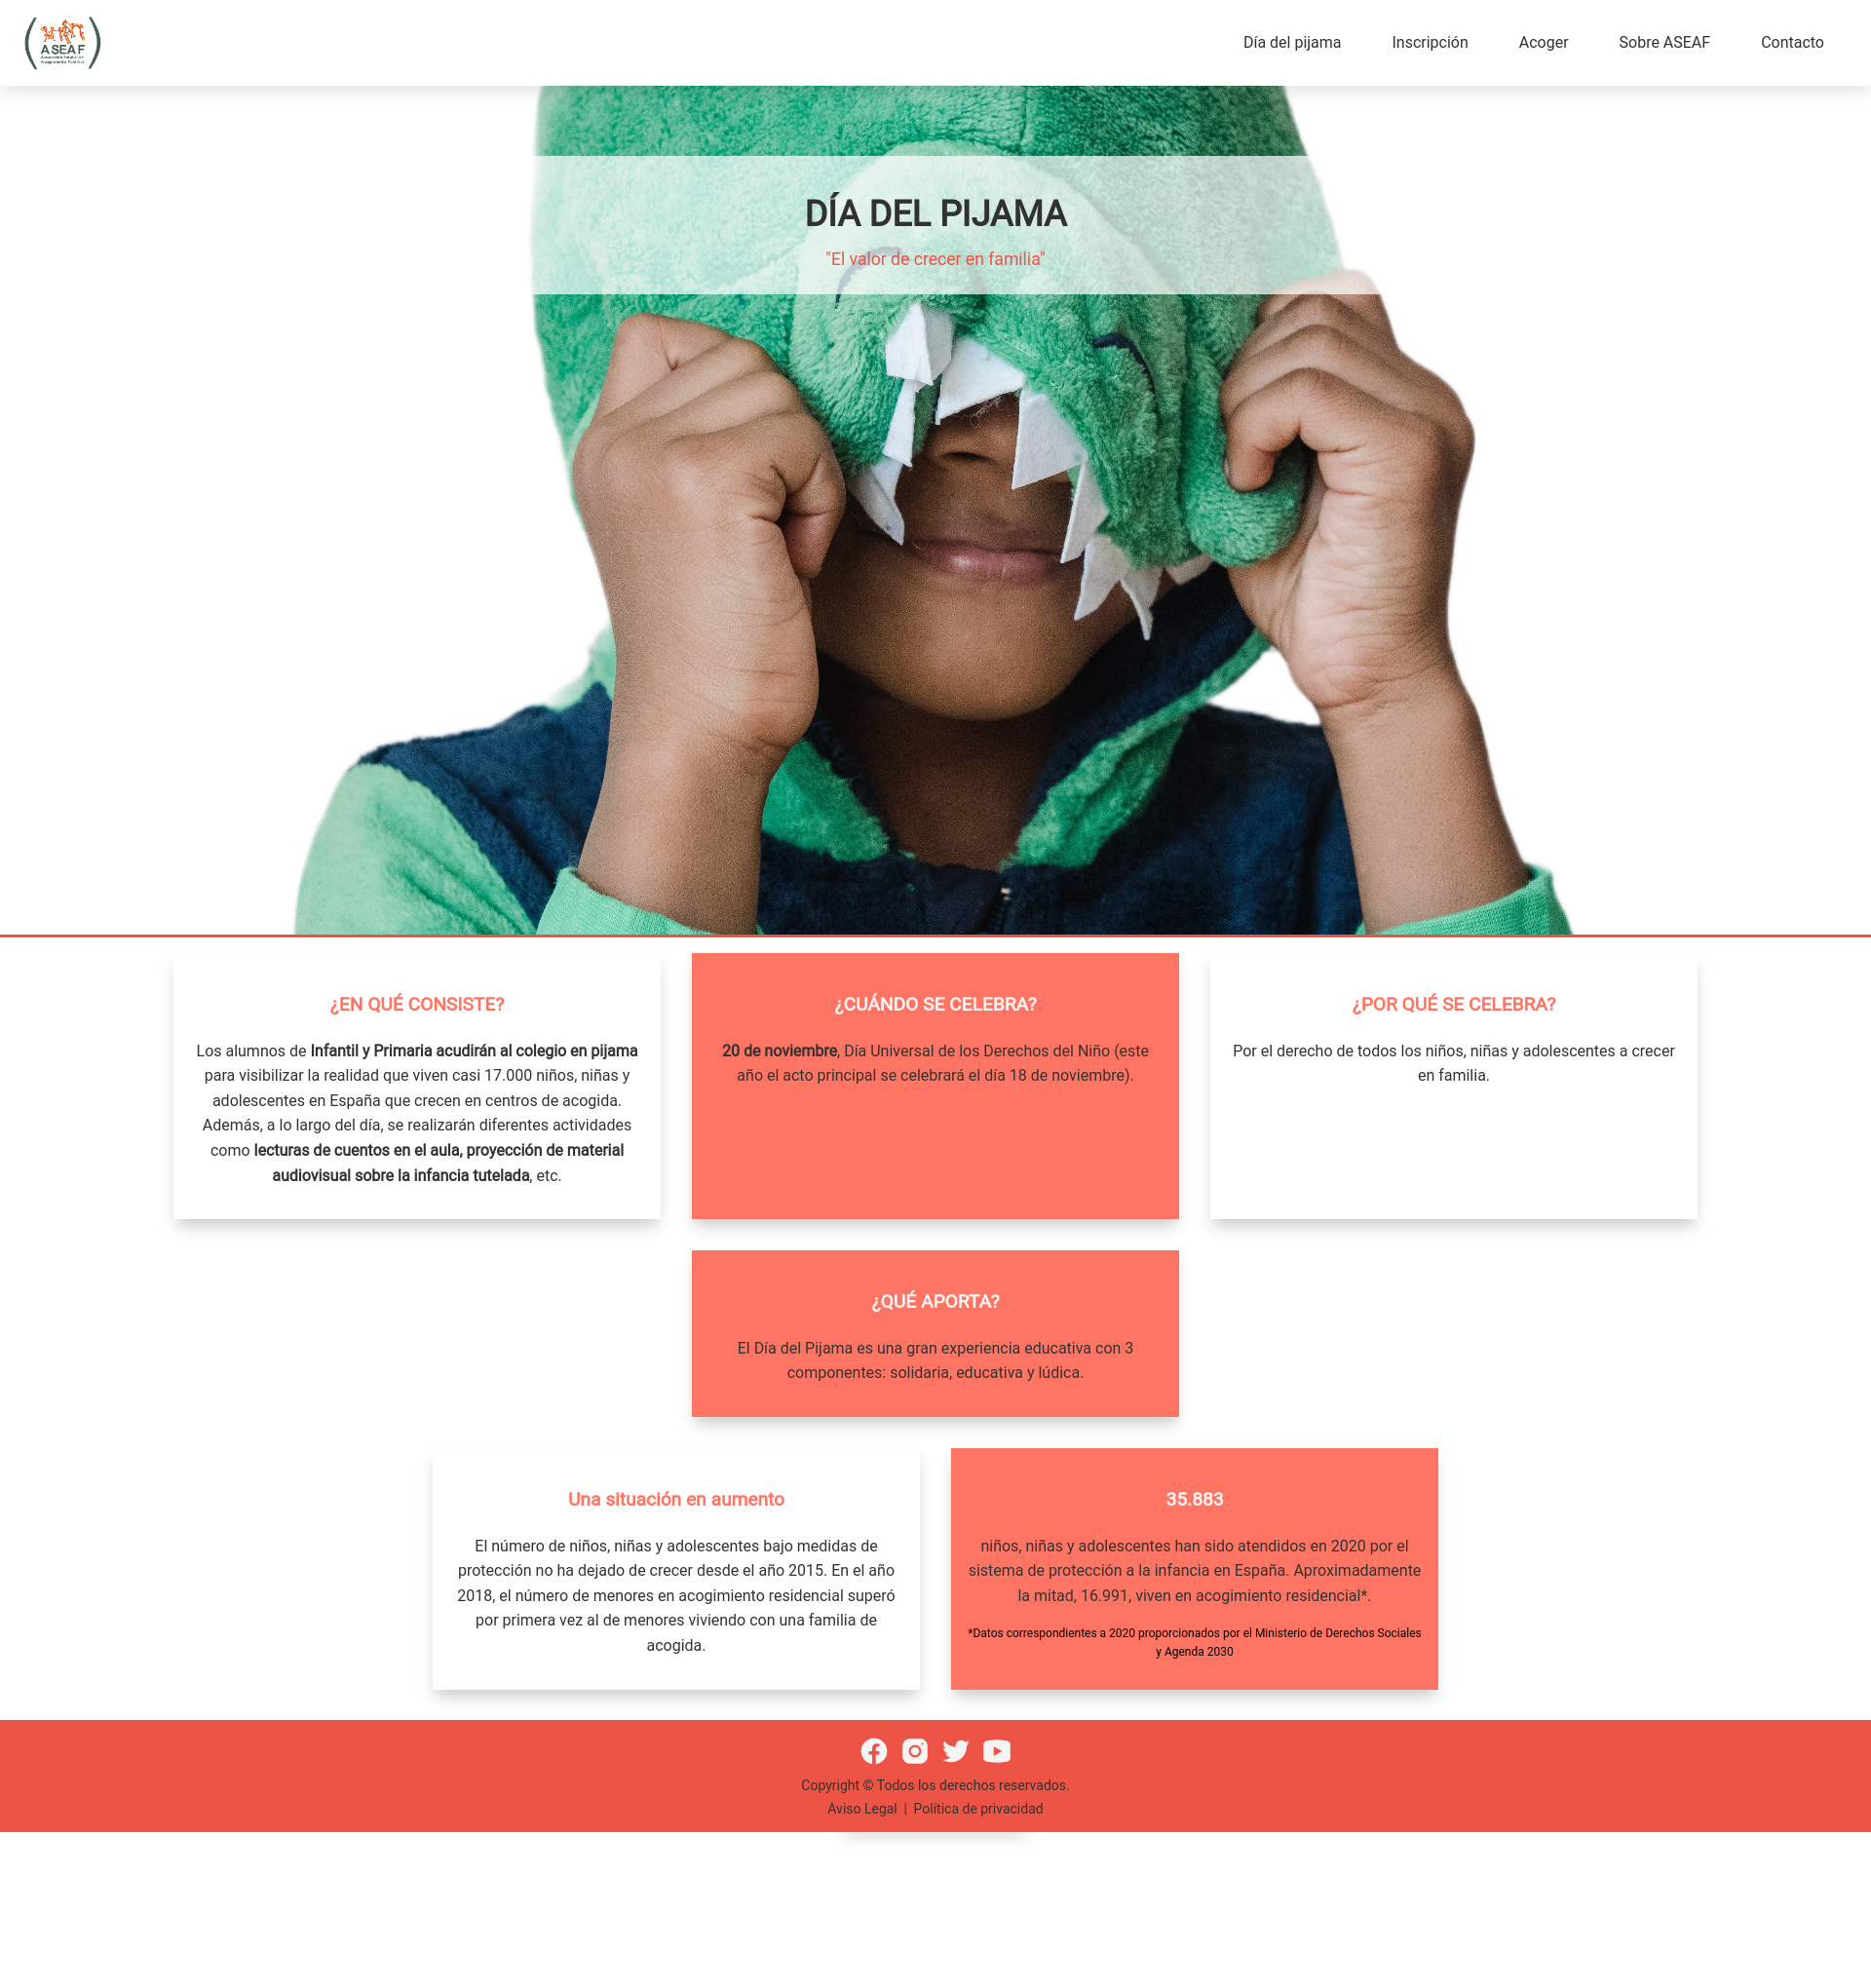 ASEAF
Día del pijama
Inscripción
Acoger
Sobre ASEAF
Contacto
DÍA DEL PIJAMA
"El valor de crecer en familia"
¿EN QUÉ CONSISTE?
Los alumnos de Infantil y Primaria acudirán al colegio en pijama
para visibilizar la realidad que viven casi 17.000 niños, niñas y
adolescentes en España que crecen en centros de acogida.
Además, a lo largo del día, se realizarán diferentes actividades
como lecturas de cuentos en el aula, proyección de material
audiovisual sobre la infancia tutelada, etc.
¿CUÁNDO SE CELEBRA?
20 de noviembre, Día Universal de los Derechos del Niño (este
año el acto principal se celebrará el día 18 de noviembre).
¿POR QUÉ SE CELEBRA?
Por el derecho de todos los niños, niñas y adolescentes a crecer
en familia.
¿QUÉ APORTA?
El Día del Pijama es una gran experiencia educativa con 3
componentes: solidaria, educativa y lúdica.
Una situación en aumento
El número de niños, niñas y adolescentes bajo medidas de
protección no ha dejado de crecer desde el año 2015. En el año
2018, el número de menores en acogimiento residencial superó
por primera vez al de menores viviendo con una familia de
acogida.
35.883
niños, niñas y adolescentes han sido atendidos en 2020 por el
sistema de protección a la infancia en España. Aproximadamente
la mitad, 16.991, viven en acogimiento residencial*.
*Datos correspondientes a 2020 proporcionados por el Ministerio de Derechos Sociales
y Agenda 2030
Copyright © Todos los derechos reservados.
Aviso Legal | Política de privacidad